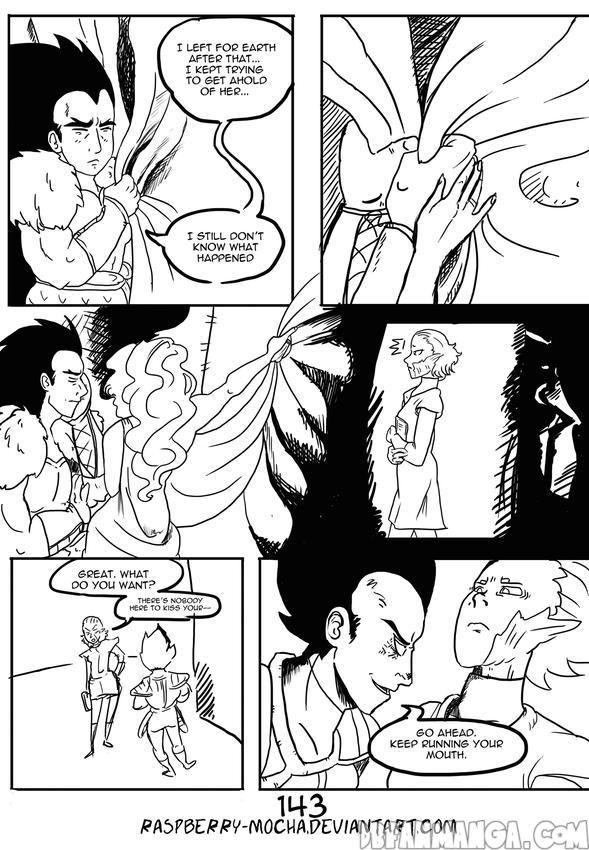 I LEFT FOR EARTH
AFTER THAT...
I KEPT TRYING
TO GET AHOLD
OF HER...
I STILL DON'T
KNOW WHAT
HAPPENED
GREAT. WHAT
DO YOU WANT?
THERE'S NOBODY
HERE TO KISS YOUR--
GO AHEAD.
KEEP RUNNING YOUR
MOUTH.
143
RASPBERRY-MOCHA.DEVIANTART.COM
DBFANMANGA.COM